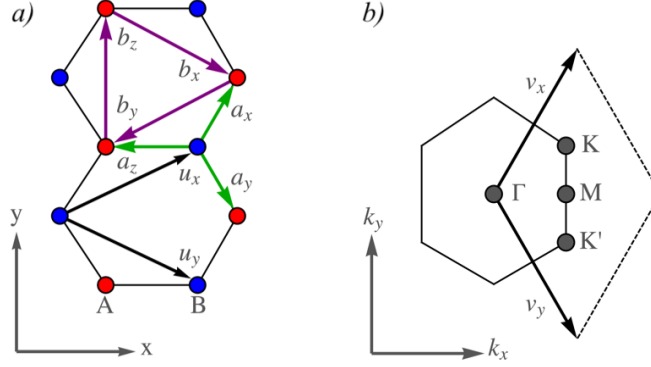 a)
b_z
b_x
b_y
a_x
a_z
u_x
a_y
u_y
y
A
B
x
b)
v_x
K
Γ
M
k_y
K'
v_y
k_x